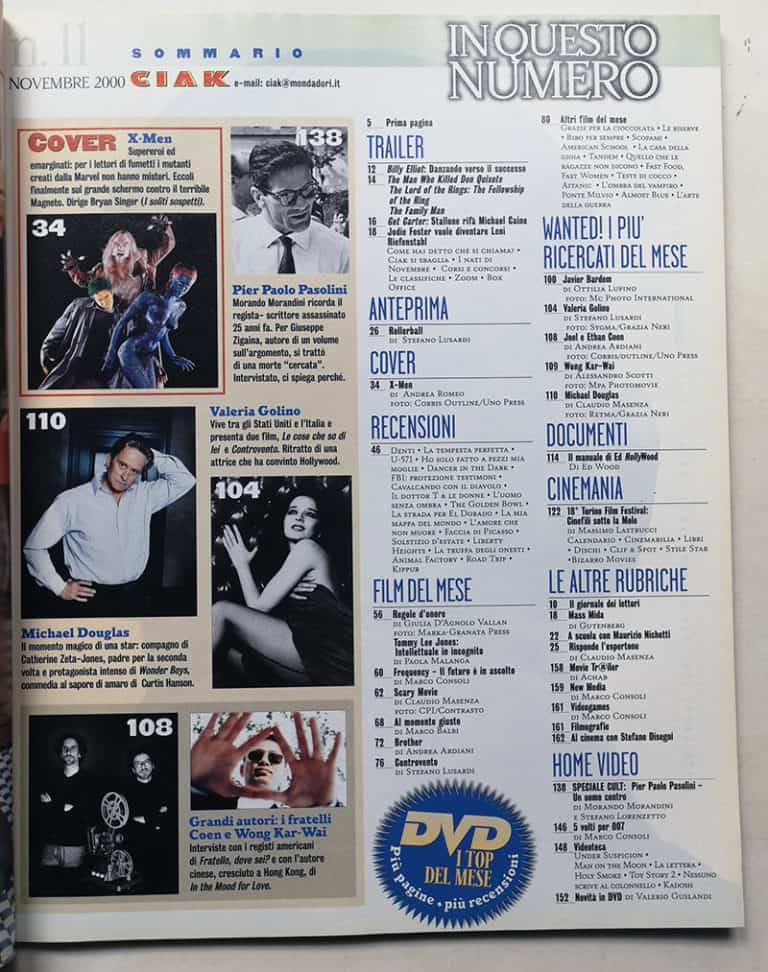 n. 11
SOMMARIO
NOVEMBRE 2000 CIAK e-mail: ciak@mondadori.it
IN QUESTO
NUMERO
COVER X-Men
Supereroi ed
emarginati: per i lettori di fumetti i mutanti
creati dalla Marvel non hanno misteri. Eccoli
finalmente sul grande schermo contro il terribile
Magneto. Dirige Bryan Singer (I soliti sospetti).
34
138
Pier Paolo Pasolini
Morando Morandini ricorda il
regista- scrittore assassinato
25 anni fa. Per Giuseppe
Zigaina, autore di un volume
sull'argomento, si trattò
di una morte "cercata".
Intervistato, ci spiega perché.
110
Valeria Golino
Vive tra gli Stati Uniti e l'Italia e
presenta due film, Le cose che so di
lei e Controvento. Ritratto di una
attrice che ha convinto Hollywood.
104
Michael Douglas
Il momento magico di una star: compagno di
Catherine Zeta-Jones, padre per la seconda
volta e protagonista intenso di Wonder Boys,
commedia al sapore di amaro di Curtis Hanson.
108
Grandi autori: i fratelli
Coen e Wong Kar-Wai
Interviste con i registi americani
di Fratello, dove sei? e con l'autore
cinese, cresciuto a Hong Kong, di
In the Mood for Love.
5 Prima pagina
TRAILER
12 Billy Elliot: Danzando verso il successo
14 The Man Who Killed Don Quixote
The Lord of the Rings: The Fellowship
of the Ring
The Family Man
16 Get Carter: Stallone rifà Michael Caine
18 Jodie Foster vuole diventare Leni
Riefenstahl
Come hai detto che si chiama? •
Ciak si sbaglia • I nati di
Novembre • Corsi e concorsi •
Le classifiche • Zoom • Box
Office
ANTEPRIMA
26 Rollerball
di Stefano Lusardi
COVER
34 X-Men
di Andrea Romeo
foto: Corbis Outline/Uno Press
RECENSIONI
46 Denti • La tempesta perfetta •
U-571 • Ho solo fatto a pezzi mia
moglie • Dancer in the Dark •
FBI: protezione testimoni •
Cavalcando con il diavolo •
Il dottor T & le donne • L'uomo
senza ombra • The Golden Bowl •
La strada per El Dorado • La mia
mappa del mondo • L'amore che
non muore • Faccia di Picasso •
Solstizio d'estate • Liberty
Heights • La truffa degli onesti •
Animal Factory • Road Trip •
Kippur
FILM DEL MESE
56 Regole d'onore
di Giulia D'Agnolo Vallan
foto: Marka-Granata Press
Tommy Lee Jones:
Intellettuale in incognito
di Paola Malanga
60 Frequency – Il futuro è in ascolto
di Marco Consoli
62 Scary Movie
di Claudio Masenza
foto: CPI/Contrasto
68 Al momento giusto
di Marco Balbi
72 Brother
di Andrea Ardiani
76 Controvento
di Stefano Lusardi
DVD
I TOP
DEL MESE
Più pagine • più recensioni
80 Altri film del mese
Grazie per la cioccolata • Le riserve
• Bibo per sempre • Scopami •
American School • La casa della
gioia • Tandem • Quello che le
ragazze non dicono • Fast Food,
Fast Women • Teste di cocco •
Aitanic • L'ombra del vampiro •
Ponte Milvio • Almost Blue • L'arte
della guerra
WANTED! I PIU'
RICERCATI DEL MESE
100 Javier Bardem
di Ottilia Lupino
foto: Mc Photo International
104 Valeria Golino
di Stefano Lusardi
foto: Sygma/Grazia Neri
108 Joel e Ethan Coen
di Andrea Ardiani
foto: Corbis/outline/Uno Press
109 Wong Kar-Wai
di Alessandro Scotti
foto: Mpa Photomovie
110 Michael Douglas
di Claudio Masenza
foto: Retma/Grazia Neri
DOCUMENTI
114 Il manuale di Ed HollyWood
Di Ed Wood
CINEMANIA
122 18° Torino Film Festival:
Cinefili sotto la Mole
di Massimo Lastrucci
Calendario • Cinemabilia • Libri
• Dischi • Clip & Spot • Stile Star
•Bizarro Movies
LE ALTRE RUBRICHE
10 Il giornale dei lettori
18 Mass Mida
di Gutenberg
22 A scuola con Maurizio Nichetti
25 Risponde l'espertone
di Claudio Masenza
158 Movie Tr@iler
di Achab
159 New Media
di Marco Consoli
161 Videogames
di Marco Consoli
161 Filmografie
162 Al cinema con Stefano Disegni
HOME VIDEO
138 SPECIALE CULT: Pier Paolo Pasolini –
Un uomo contro
di Morando Morandini
e Stefano Lorenzetto
146 5 volti per 007
di Marco Consoli
148 Videoteca
Under Suspicion •
Man on the Moon • La lettera •
Holy Smoke • Toy Story 2 • Nessuno
scrive al colonnello • Kadosh
152 Novità in DVD di Valerio Guslandi